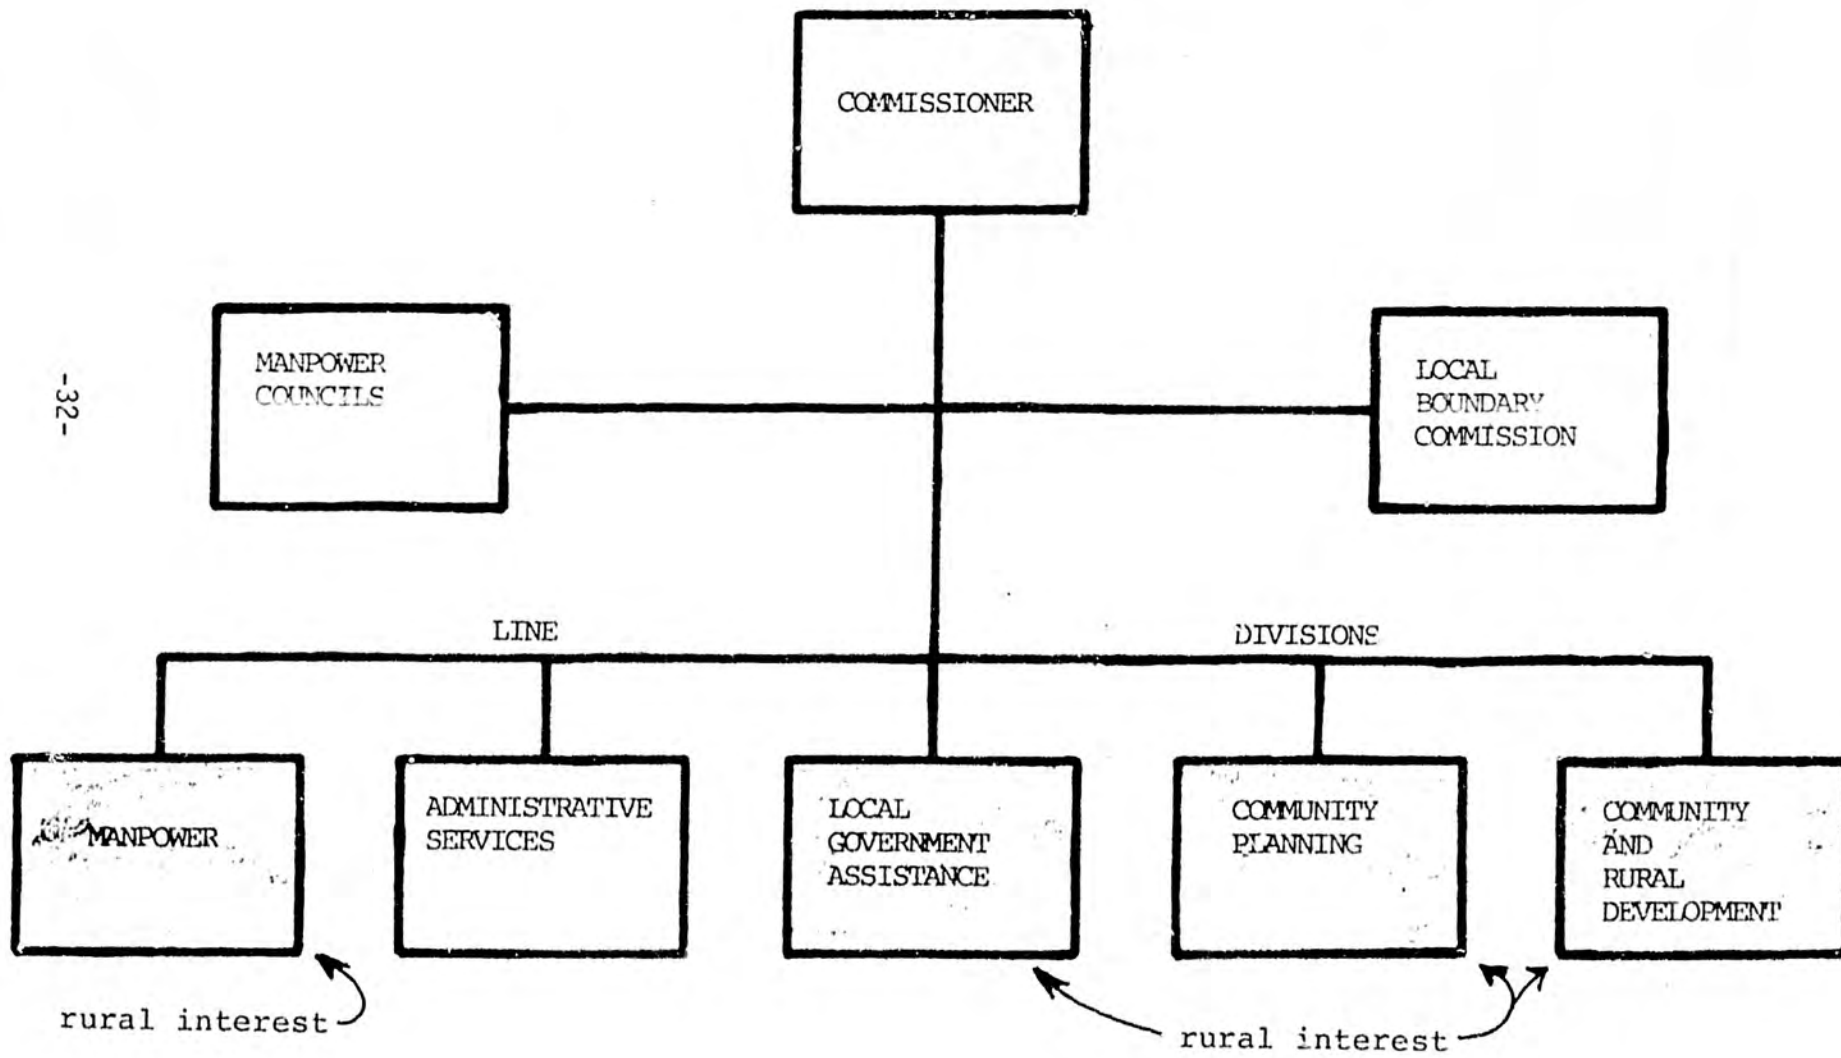 COMMISSIONER
MANPOWER
COUNCILS
LOCAL
BOUNDARY
COMMISSION
-32-
LINE
DIVISIONS
MANPOWER
ADMINISTRATIVE
SERVICES
LOCAL
GOVERNMENT
ASSISTANCE
COMMUNITY
PLANNING
COMMUNITY
AND
RURAL
DEVELOPMENT
rural interest
rural interest